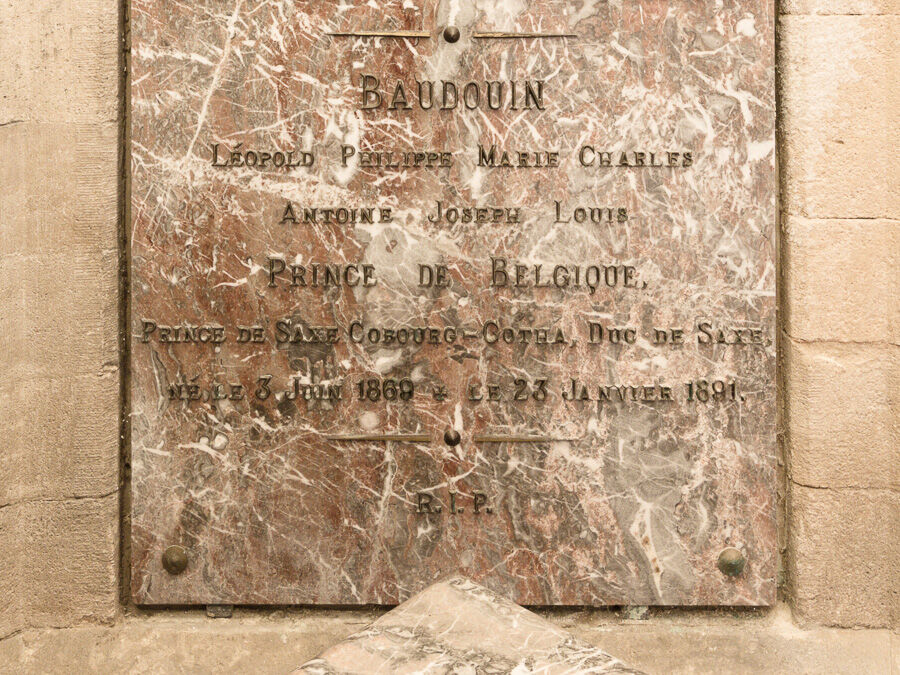 BAUDOUIN
LÉOPOLD PHILIPPE MARIE CHARLES
ANTOINE JOSEPH LOUIS
PRINCE DE BELGIQUE,
PRINCE DE SAXE COBOURG-GOTHA, DUC DE SAXE,
NÉ LE 3 JUIN 1869 ✝ LE 23 JANVIER 1891.
R.I.P.